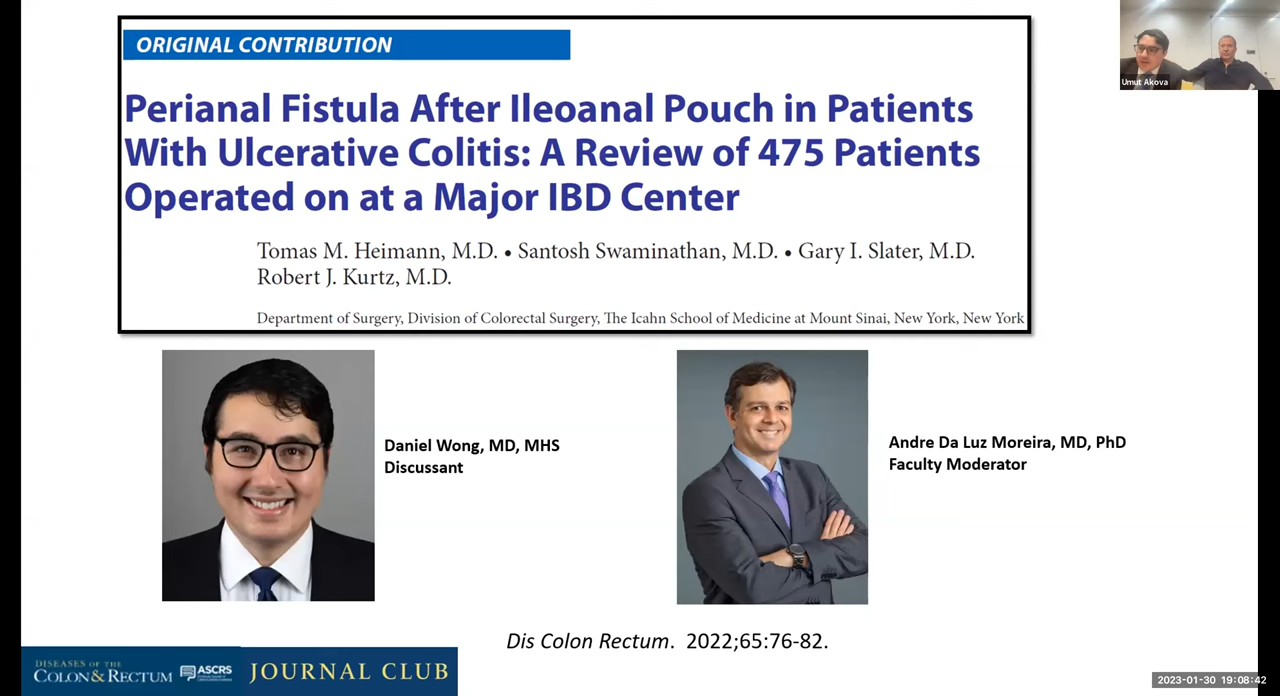 ORIGINAL CONTRIBUTION
Perianal Fistula After Ileoanal Pouch in Patients
With Ulcerative Colitis: A Review of 475 Patients
Operated on at a Major IBD Center
Tomas M. Heimann, M.D. • Santosh Swaminathan, M.D. • Gary I. Slater, M.D.
Robert J. Kurtz, M.D.
Department of Surgery, Division of Colorectal Surgery, The Icahn School of Medicine at Mount Sinai, New York, New York
Umut Akova
Daniel Wong, MD, MHS
Discussant
Andre Da Luz Moreira, MD, PhD
Faculty Moderator
Dis Colon Rectum. 2022;65:76-82.
DISEASES OF THE
COLON&RECTUM
ASCRS
JOURNAL CLUB
2023-01-30 19:08:42